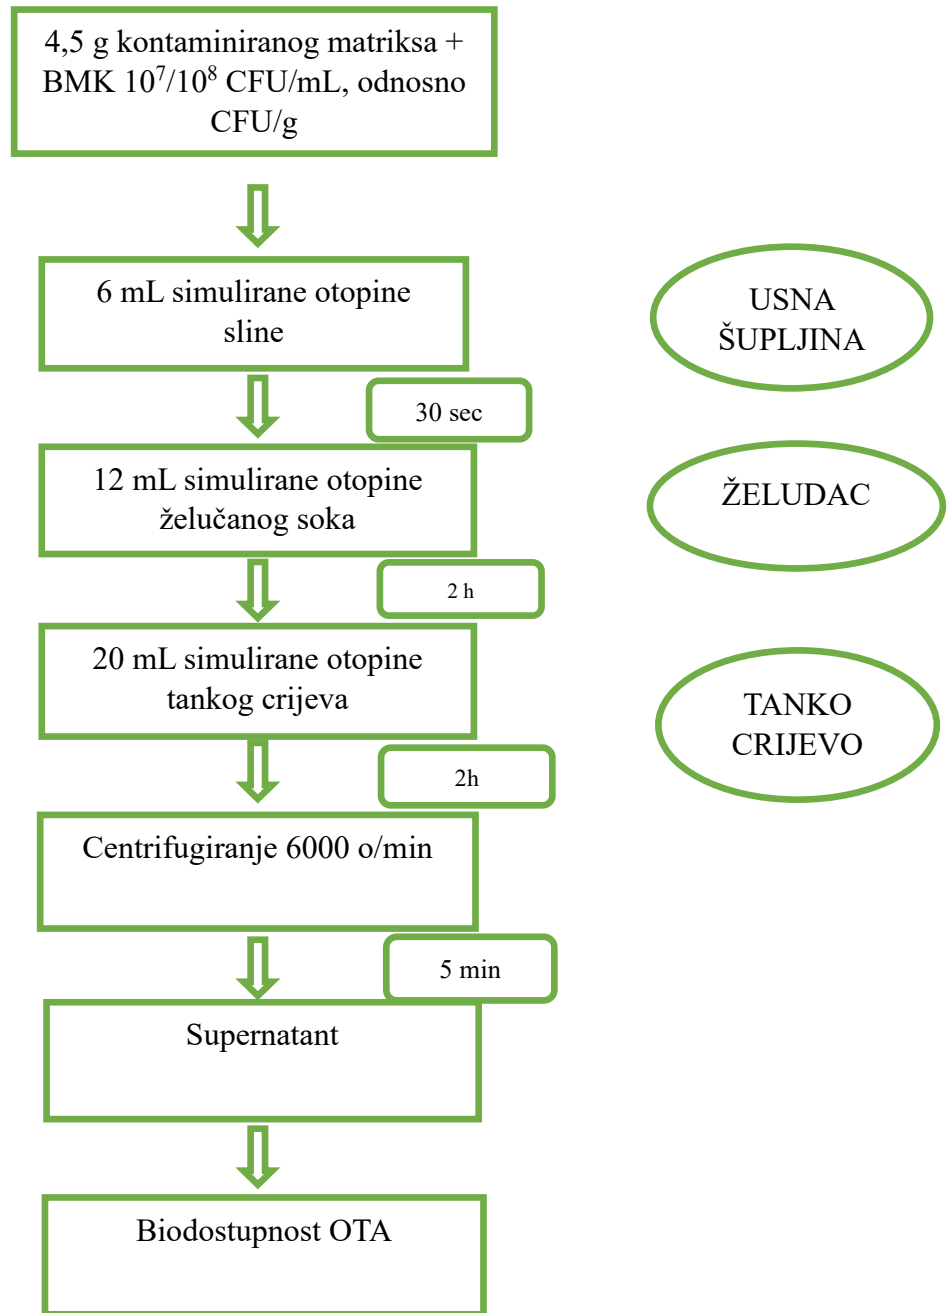 4,5 g kontaminiranog matriksa +
BMK 10⁷/10⁸ CFU/mL, odnosno
CFU/g
6 mL simulirane otopine
sline
USNA
ŠUPLJINA
30 sec
12 mL simulirane otopine
želučanog soka
ŽELUDAC
2 h
20 mL simulirane otopine
tankog crijeva
TANKO
CRIJEVO
2h
Centrifugiranje 6000 o/min
5 min
Supernatant
Biodostupnost OTA